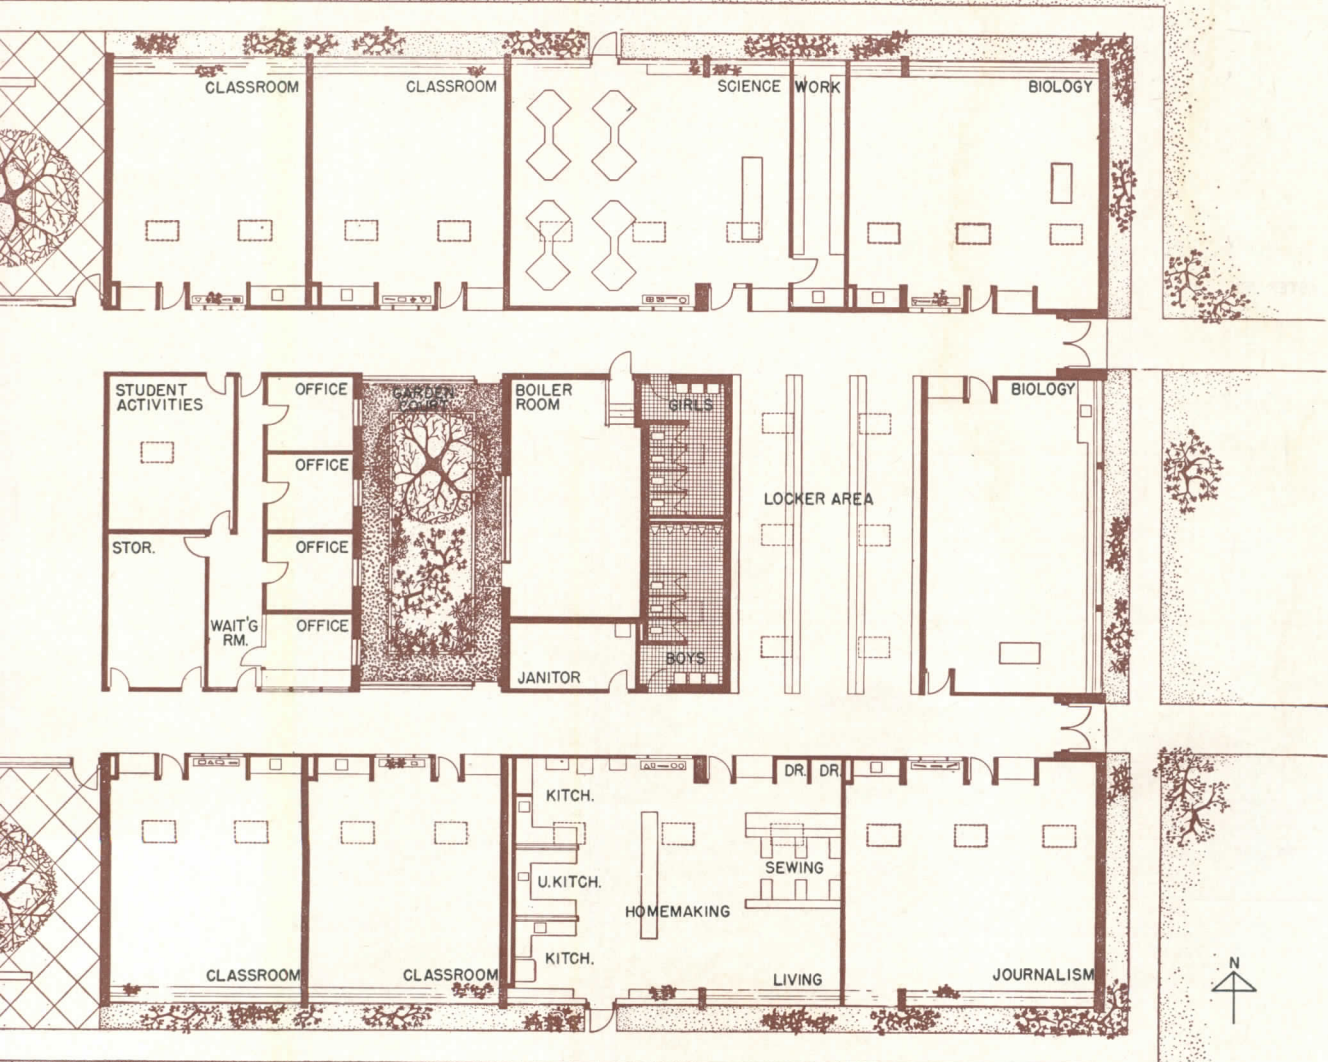 CLASSROOM
CLASSROOM
SCIENCE
WORK
BIOLOGY
STUDENT
ACTIVITIES
OFFICE
GARDEN
COURT
BOILER
ROOM
GIRLS
BIOLOGY
OFFICE
LOCKER AREA
STOR.
OFFICE
WAIT'G
RM.
OFFICE
JANITOR
BOYS
KITCH.
DR.
DR.
U.KITCH.
SEWING
HOMEMAKING
KITCH.
CLASSROOM
CLASSROOM
LIVING
JOURNALISM
N